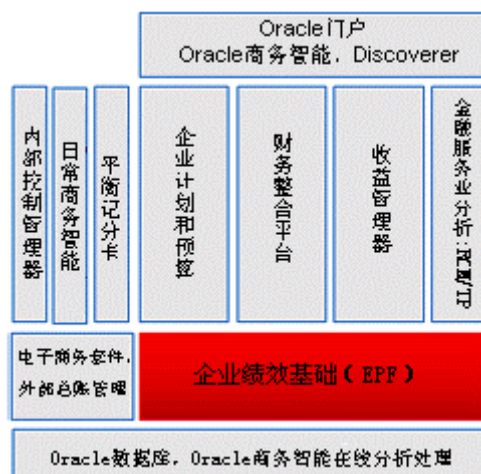 Oracle门户
Oracle商务智能，Discoverer
内部控制管理器
日常商务智能
平衡记分卡
企业计划和预算
财务整合平台
收益管理器
金融服务业分析:RM/TP
电子商务套件，
外部总账管理
企业绩效基础（EPF）
Oracle数据库，Oracle商务智能在线分析处理